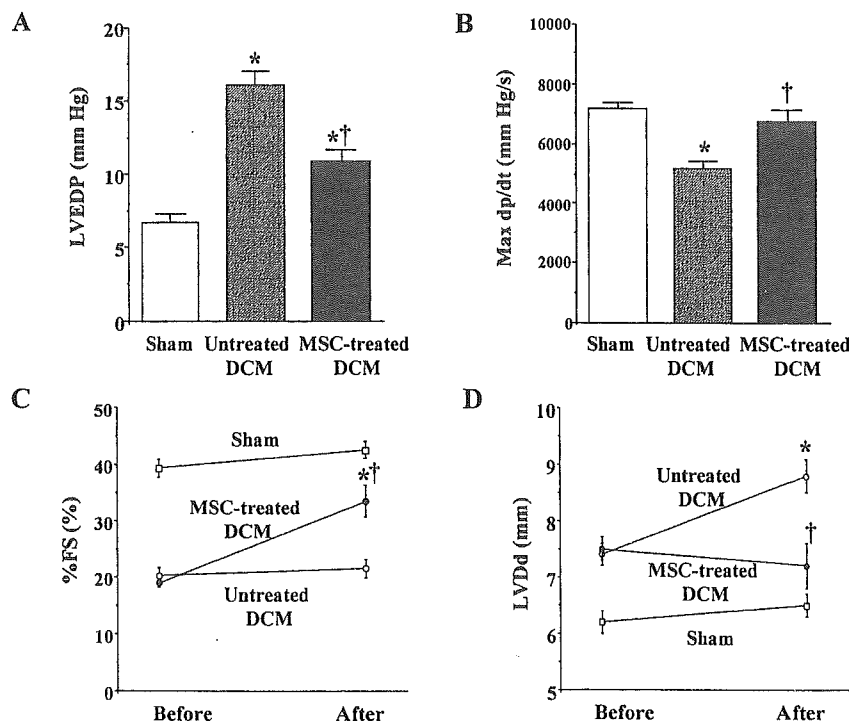 A
LVEDP (mm Hg)
20
15
10
5
0
*
*†
Sham
Untreated
DCM
MSC-treated
DCM
B
Max dp/dt (mm Hg/s)
10000
8000
6000
4000
2000
0
*
†
Sham
Untreated
DCM
MSC-treated
DCM
C
%FS (%)
50
40
30
20
10
0
Sham
*†
MSC-treated
DCM
Untreated
DCM
Before
After
D
LVDd (mm)
10
9
8
7
6
5
*
Untreated
DCM
†
MSC-treated
DCM
Sham
Before
After